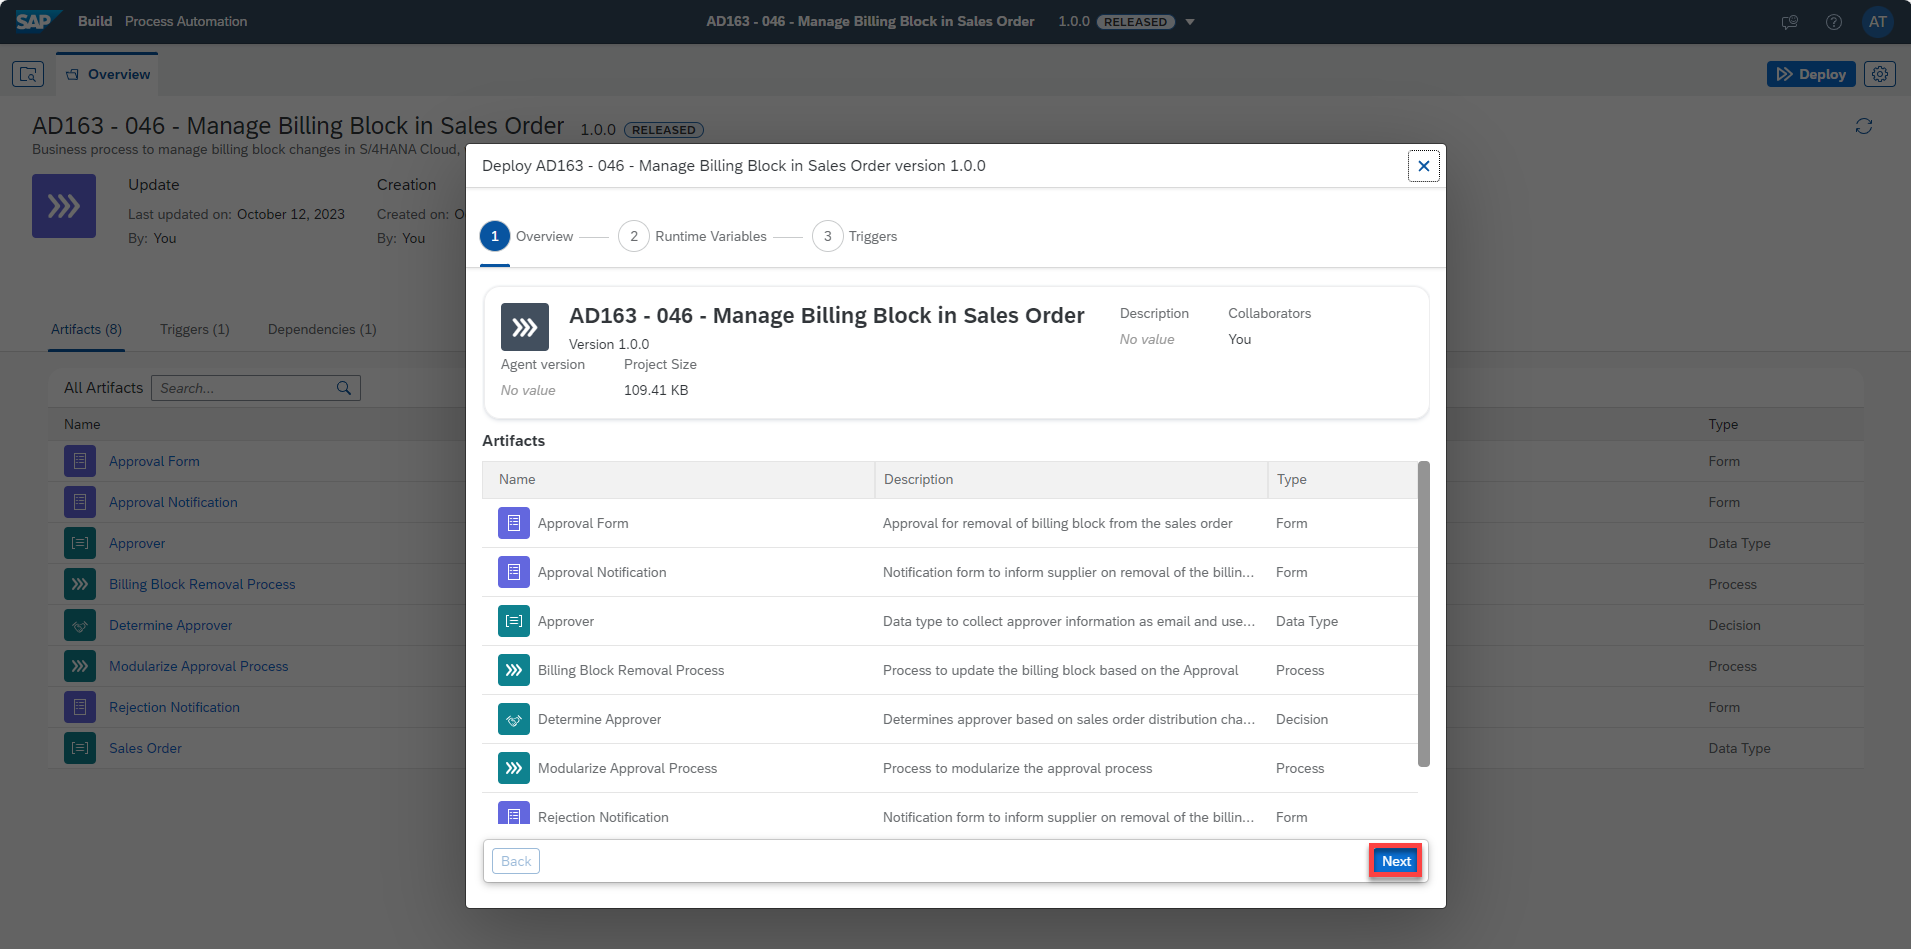 SAP Build Process Automation
AD163 - 046 - Manage Billing Block in Sales Order 1.0.0 RELEASED
AT
Overview
Deploy
AD163 - 046 - Manage Billing Block in Sales Order 1.0.0 RELEASED
Business process to manage billing block changes in S/4HANA Cloud,
Update
Last updated on: October 12, 2023
By: You
Creation
Created on: O
By: You
Artifacts (8) Triggers (1) Dependencies (1)
All Artifacts Search...
Name Type
Approval Form Form
Approval Notification Form
Approver Data Type
Billing Block Removal Process Process
Determine Approver Decision
Modularize Approval Process Process
Rejection Notification Form
Sales Order Data Type
Deploy AD163 - 046 - Manage Billing Block in Sales Order version 1.0.0
1 Overview 2 Runtime Variables 3 Triggers
AD163 - 046 - Manage Billing Block in Sales Order
Version 1.0.0
Description
No value
Collaborators
You
Agent version
No value
Project Size
109.41 KB
Artifacts
Name Description Type
Approval Form Approval for removal of billing block from the sales order Form
Approval Notification Notification form to inform supplier on removal of the billin... Form
Approver Data type to collect approver information as email and use... Data Type
Billing Block Removal Process Process to update the billing block based on the Approval Process
Determine Approver Determines approver based on sales order distribution cha... Decision
Modularize Approval Process Process to modularize the approval process Process
Rejection Notification Notification form to inform supplier on removal of the billin... Form
Back Next